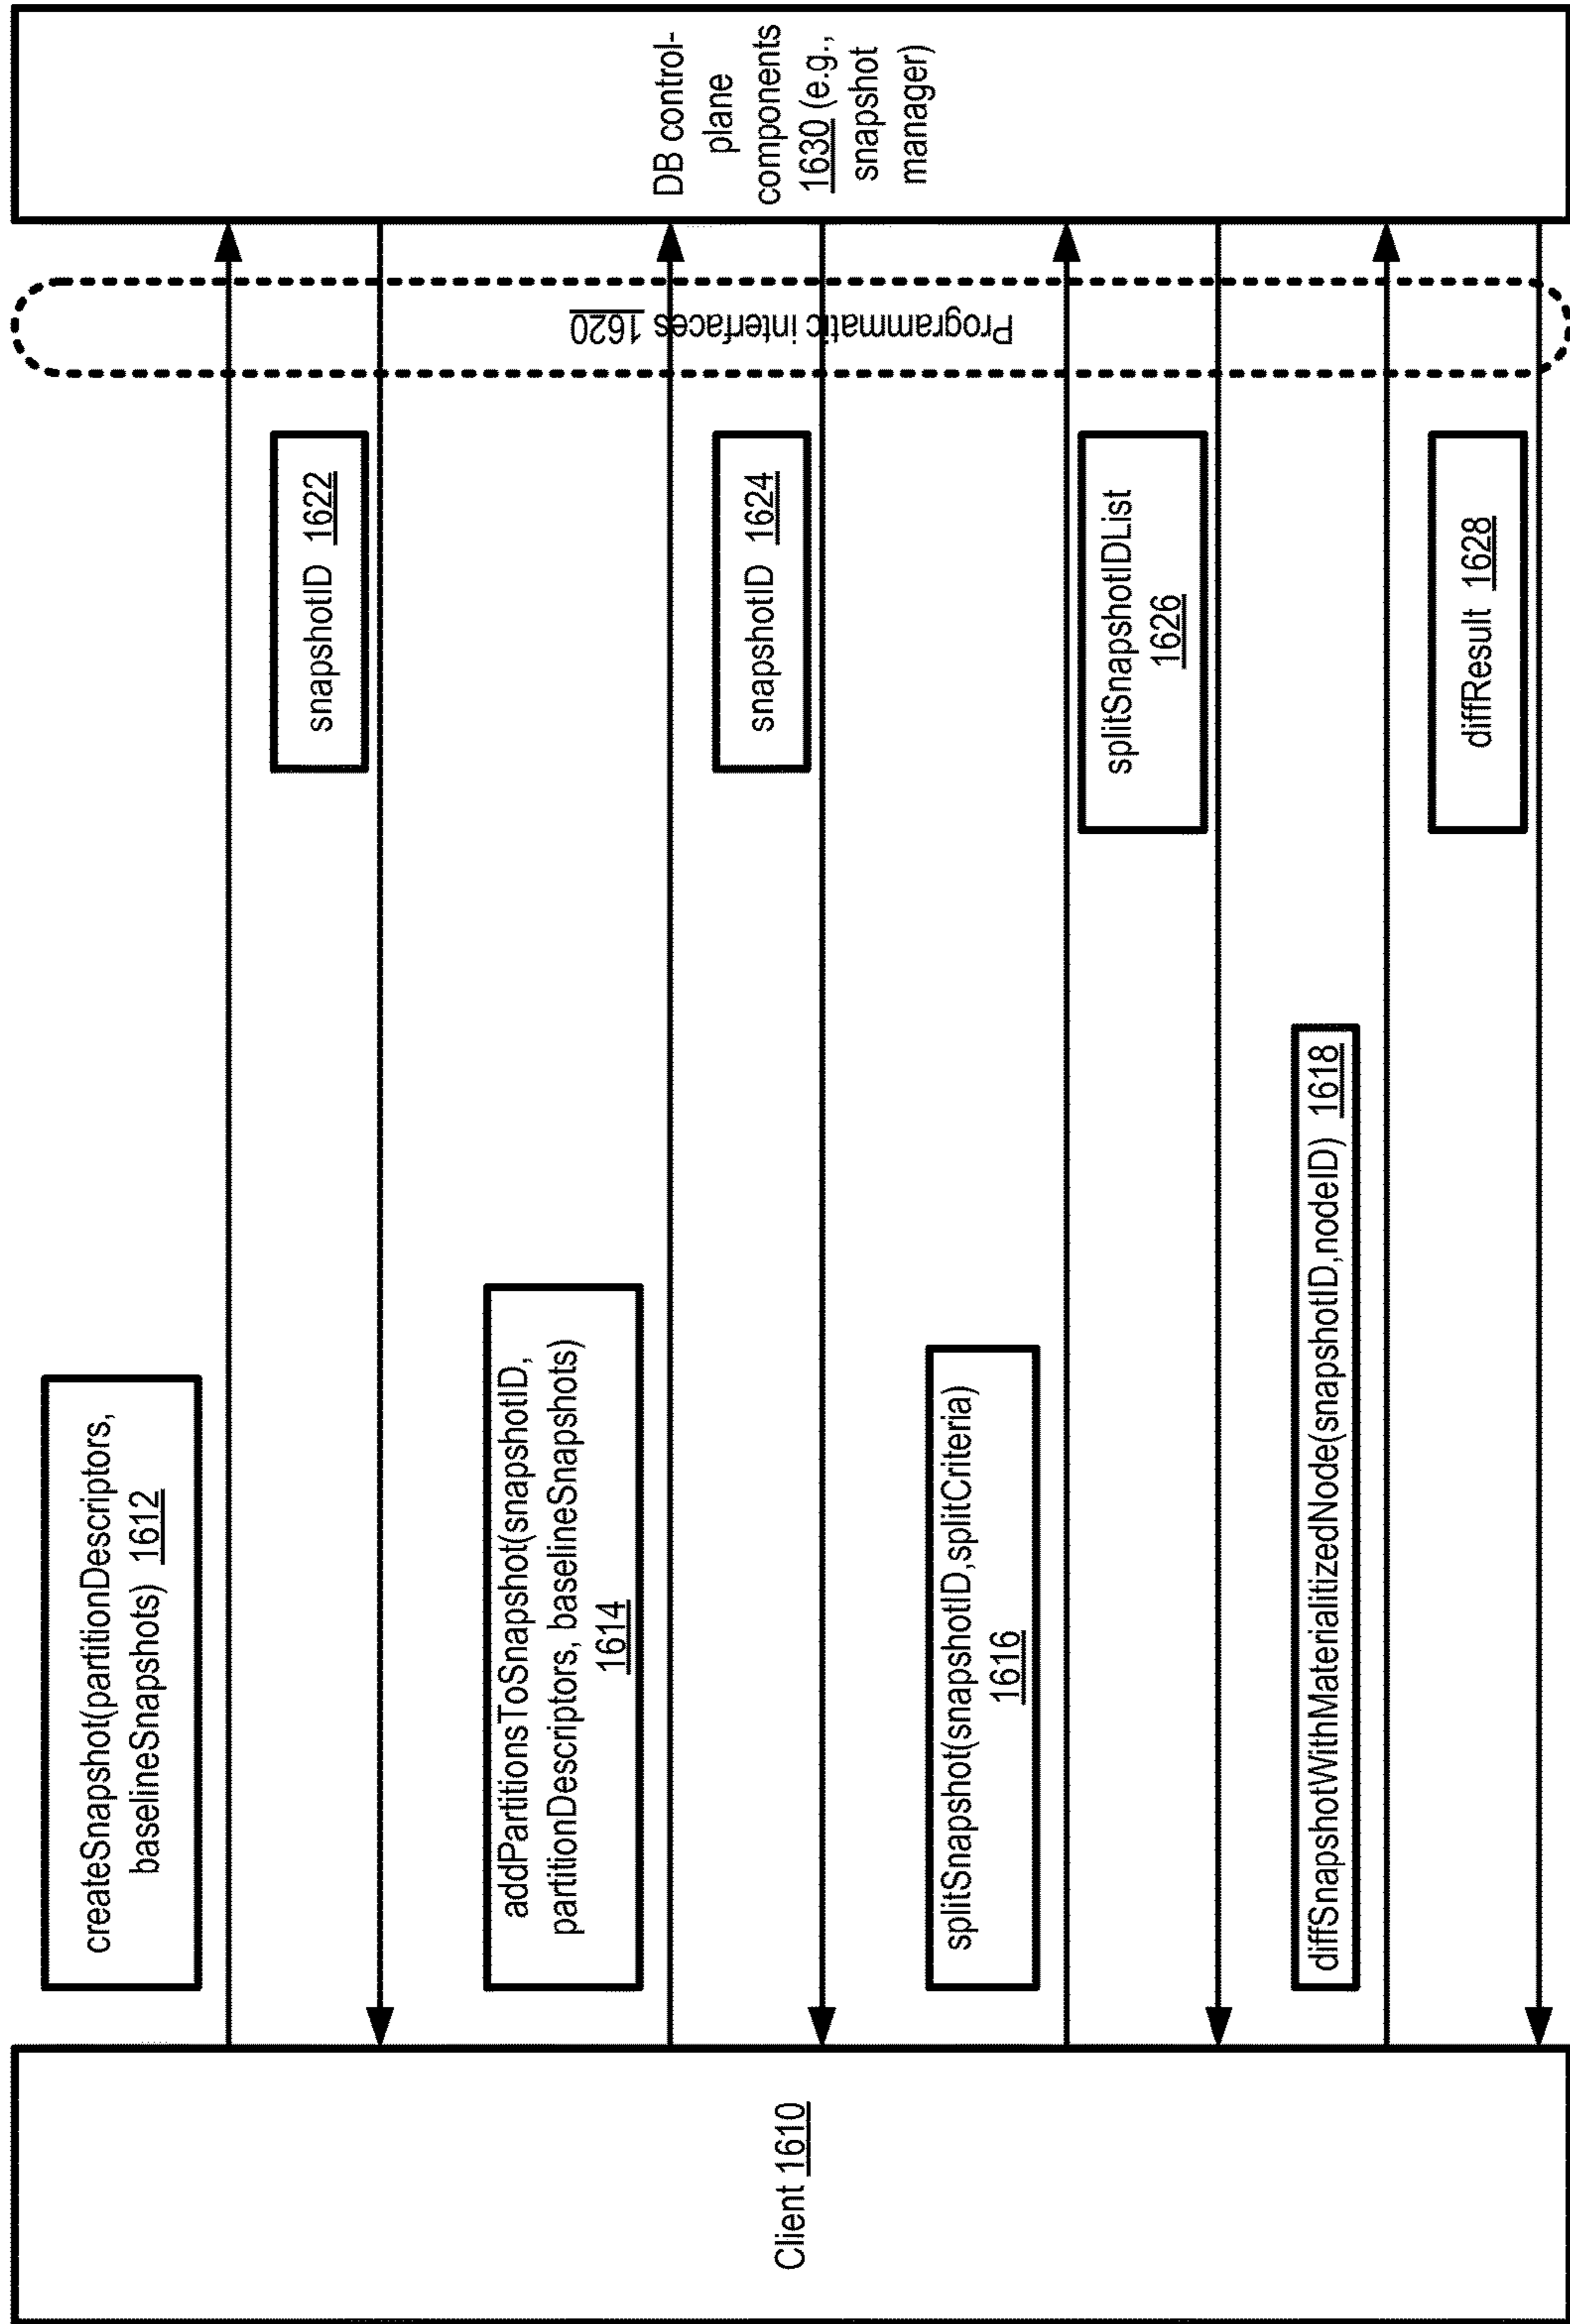 Client 1610
createSnapshot(partitionDescriptors,
baselineSnapshots) 1612
snapshotID 1622
addPartitionsToSnapshot(snapshotID,
partitionDescriptors, baselineSnapshots)
1614
snapshotID 1624
splitSnapshot(snapshotID,splitCriteria)
1616
splitSnapshotIDList
1626
diffSnapshotWithMaterialitizedNode(snapshotID,nodeID) 1618
diffResult 1628
Programmatic interfaces 1620
DB control-
plane
components
1630 (e.g.,
snapshot
manager)